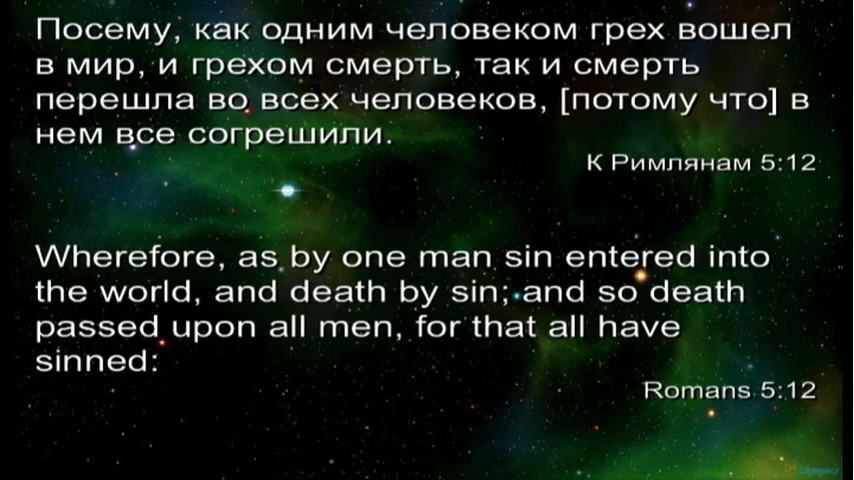 Посему, как одним человеком грех вошел
в мир, и грехом смерть, так и смерть
перешла во всех человеков, [потому что] в
нем все согрешили.
К Римлянам 5:12
Wherefore, as by one man sin entered into
the world, and death by sin; and so death
passed upon all men, for that all have
sinned:
Romans 5:12